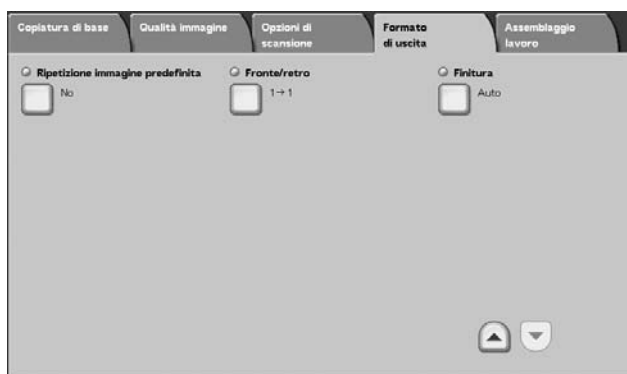 Copiatura di base
Qualità immagine
Opzioni di
scansione
Formato
di uscita
Assemblaggio
lavoro
Ripetizione immagine predefinita
No
Fronte/retro
1→1
Finitura
Auto